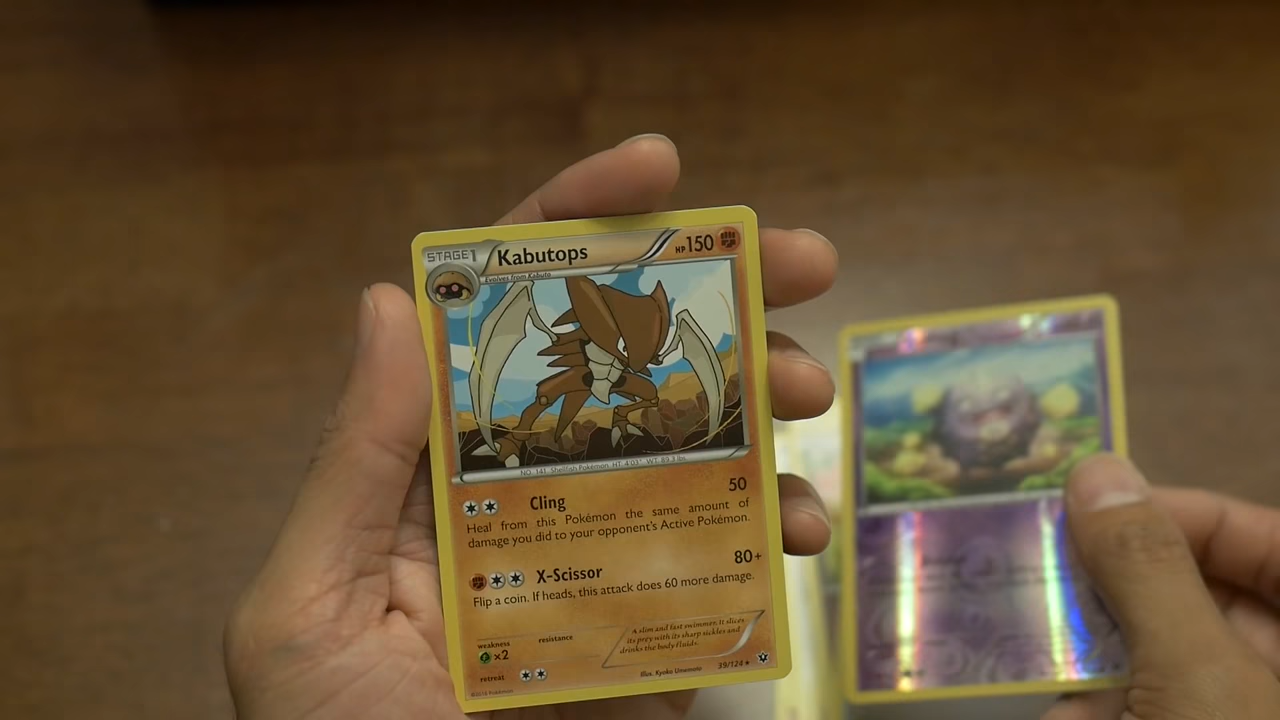 STAGE1 Kabutops HP150
Evolves from Kabuto
NO. 141 Shellfish Pokémon HT. 4'03" WT. 89.3 lbs.
Cling 50
Heal from this Pokémon the same amount of
damage you did to your opponent's Active Pokémon.
X-Scissor 80+
Flip a coin. If heads, this attack does 60 more damage.
weakness resistance
×2
A slim and fast swimmer. It slices
its prey with its sharp sickles and
drinks the body fluids.
retreat
Illus. Kyoko Umemoto 39/124
©2016 Pokémon